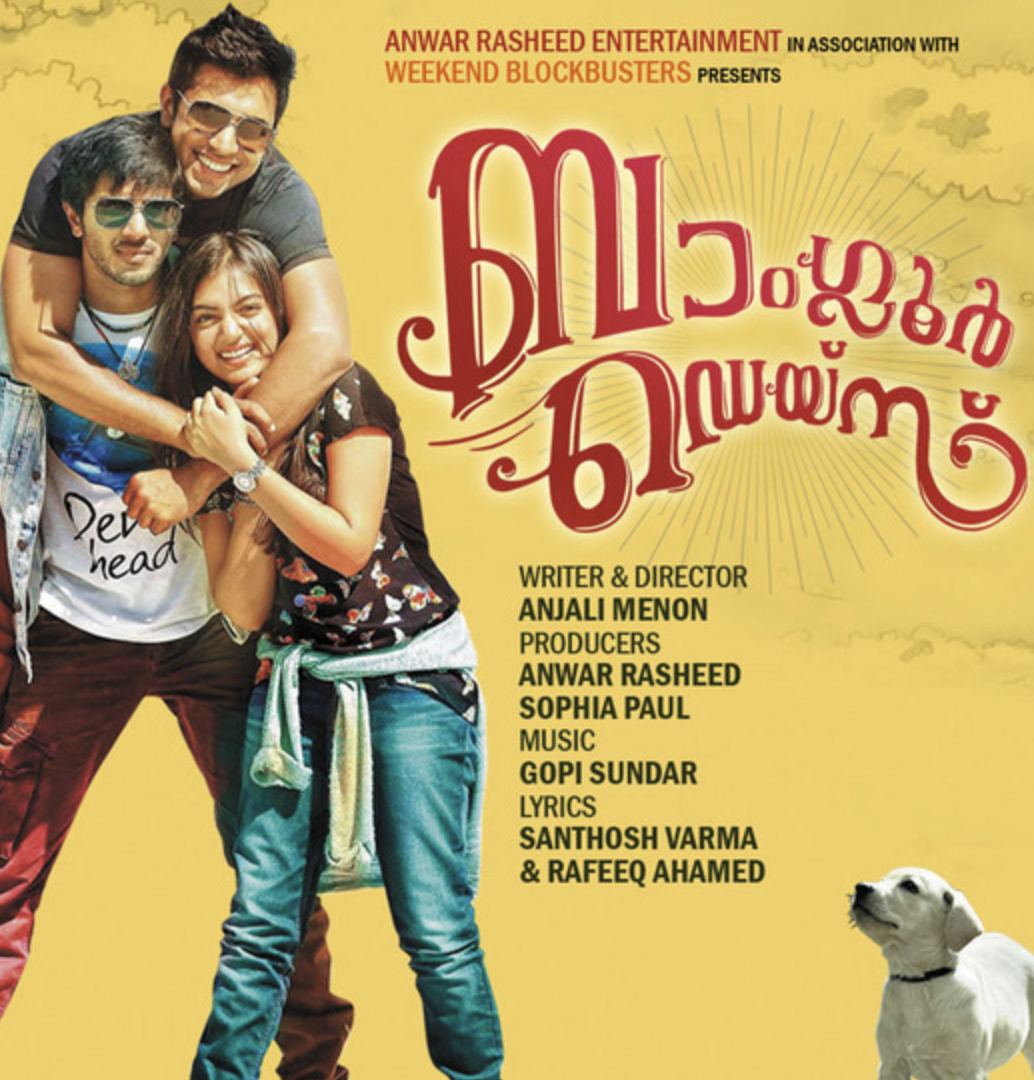 ANWAR RASHEED ENTERTAINMENT IN ASSOCIATION WITH
WEEKEND BLOCKBUSTERS PRESENTS
ബാംഗ്ലൂർ
ഡെയ്സ്
WRITER & DIRECTOR
ANJALI MENON
PRODUCERS
ANWAR RASHEED
SOPHIA PAUL
MUSIC
GOPI SUNDAR
LYRICS
SANTHOSH VARMA
& RAFEEQ AHAMED
head